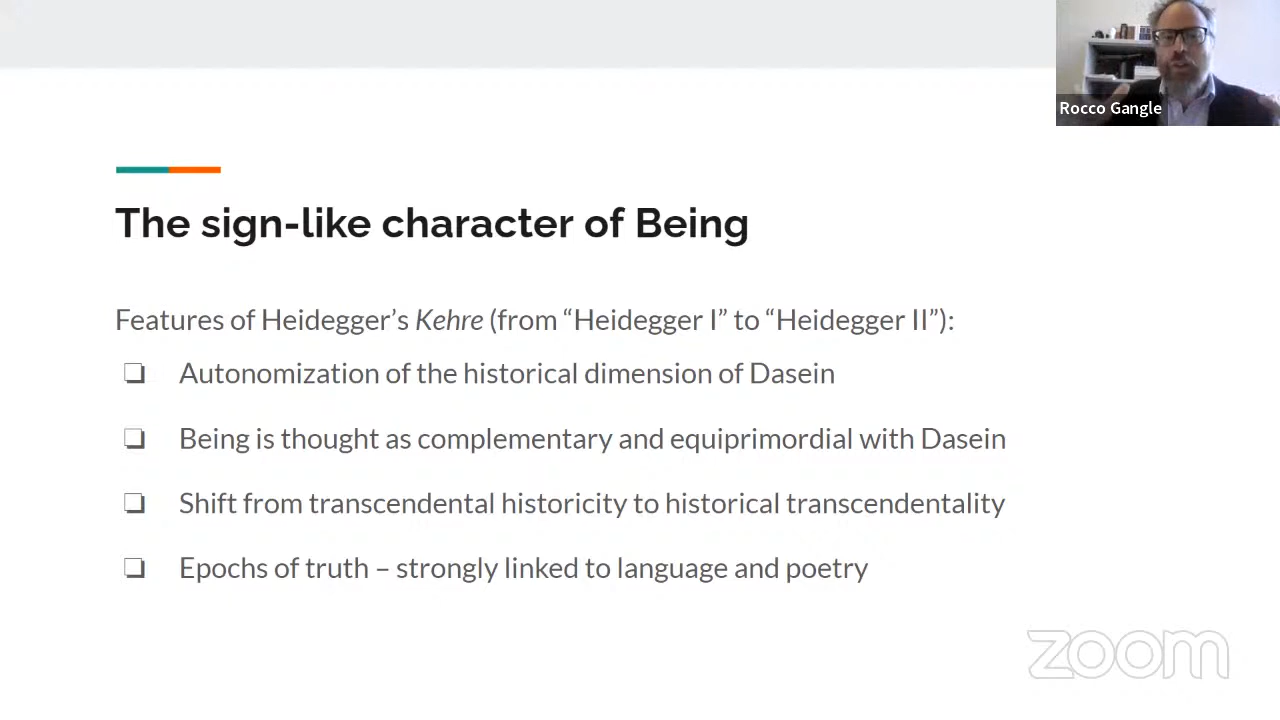 Rocco Gangle
The sign-like character of Being
Features of Heidegger’s Kehre (from “Heidegger I” to “Heidegger II”):
Autonomization of the historical dimension of Dasein
Being is thought as complementary and equiprimordial with Dasein
Shift from transcendental historicity to historical transcendentality
Epochs of truth – strongly linked to language and poetry
zoom